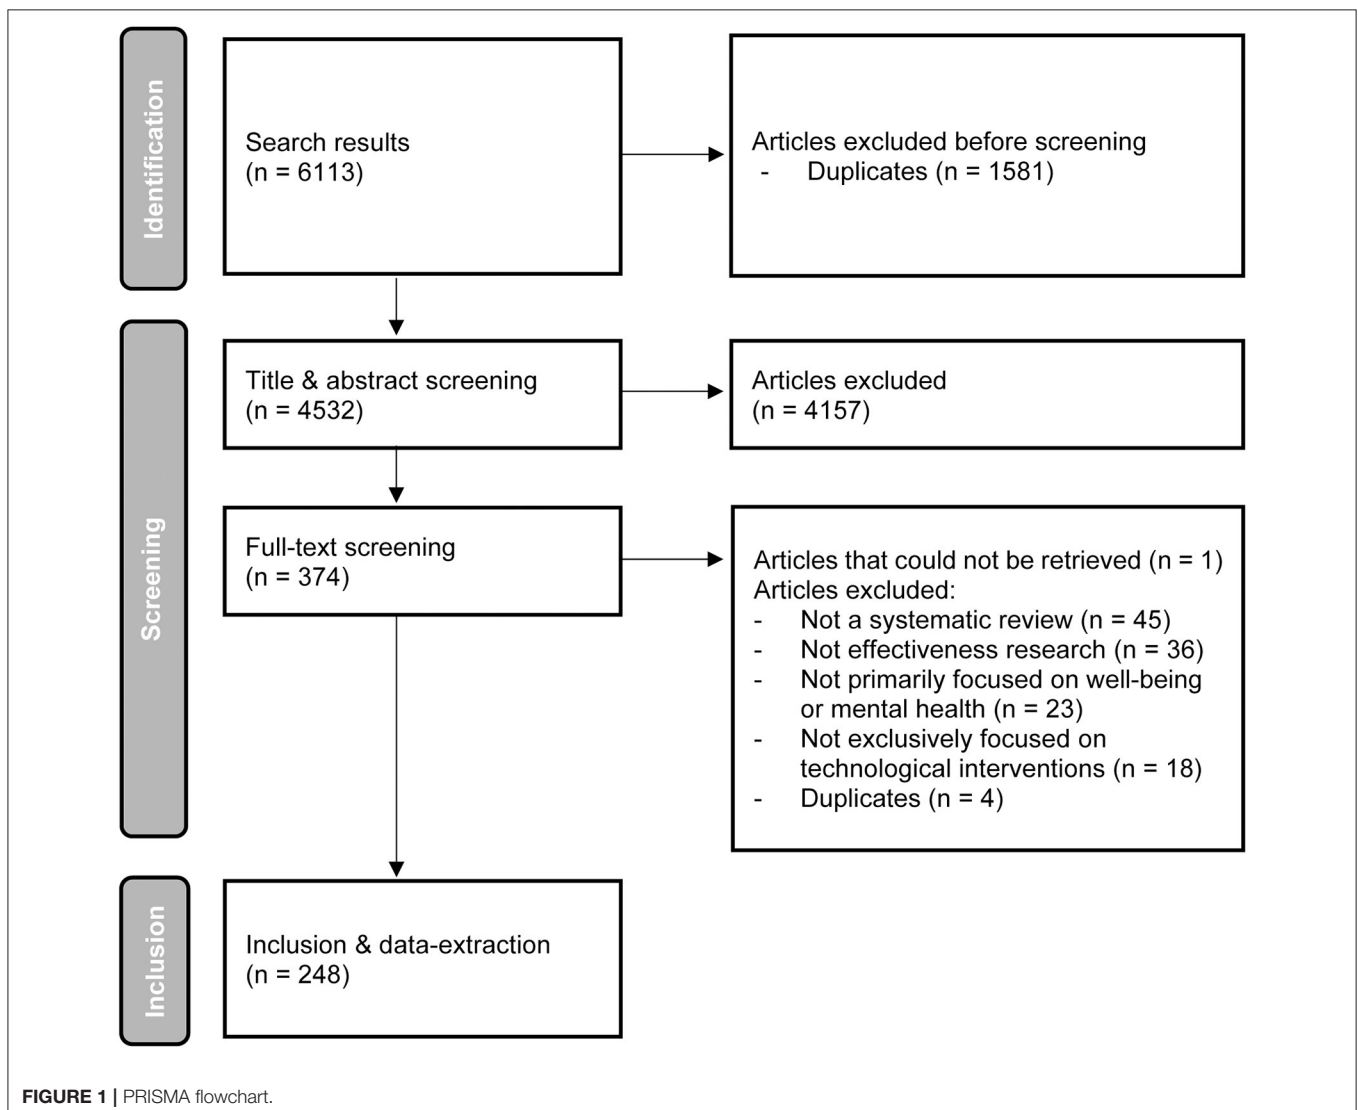 Identification
Search results
(n = 6113)
Articles excluded before screening
- Duplicates (n = 1581)
Screening
Title & abstract screening
(n = 4532)
Articles excluded
(n = 4157)
Full-text screening
(n = 374)
Articles that could not be retrieved (n = 1)
Articles excluded:
- Not a systematic review (n = 45)
- Not effectiveness research (n = 36)
- Not primarily focused on well-being
or mental health (n = 23)
- Not exclusively focused on
technological interventions (n = 18)
- Duplicates (n = 4)
Inclusion
Inclusion & data-extraction
(n = 248)
FIGURE 1 | PRISMA flowchart.